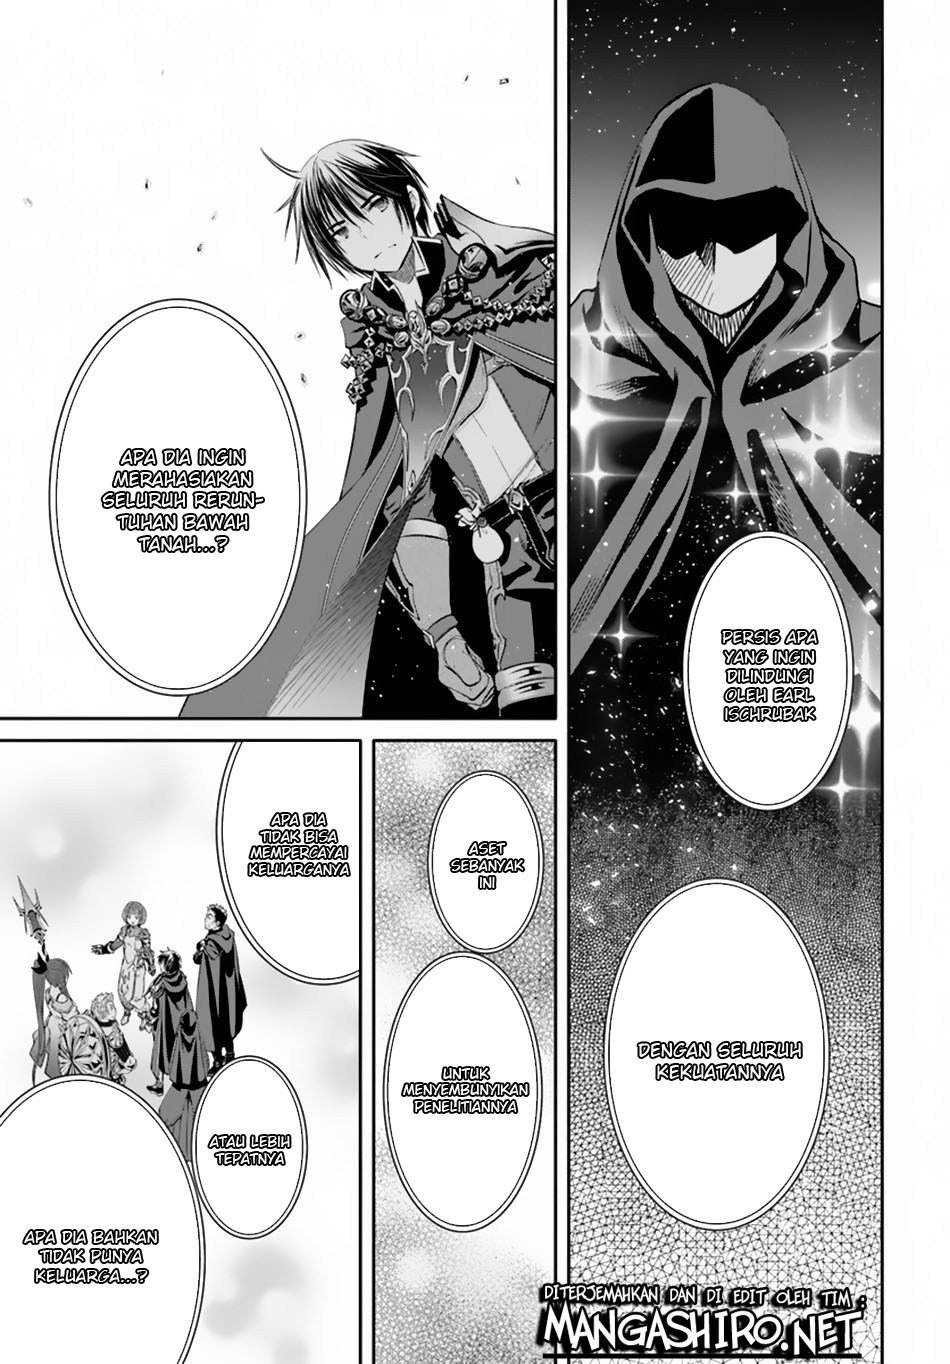 PERSIS APA
YANG INGIN
DILINDUNGI
OLEH EARL
ISCHRUBAK
DENGAN SELURUH
KEKUATANNYA
APA DIA INGIN
MERAHASIAKAN
SELURUH RERUN-
TUHAN BAWAH
TANAH...?
ASET
SEBANYAK
INI
UNTUK
MENYEMBUNYIKAN
PENELITIANNYA
APA DIA
TIDAK BISA
MEMPERCAYAI
KELUARGANYA
ATAU LEBIH
TEPATNYA
APA DIA BAHKAN
TIDAK PUNYA
KELUARGA...?
DITERJEMAHKAN DAN DI EDIT OLEH TIM :
MANGASHIRO.NET